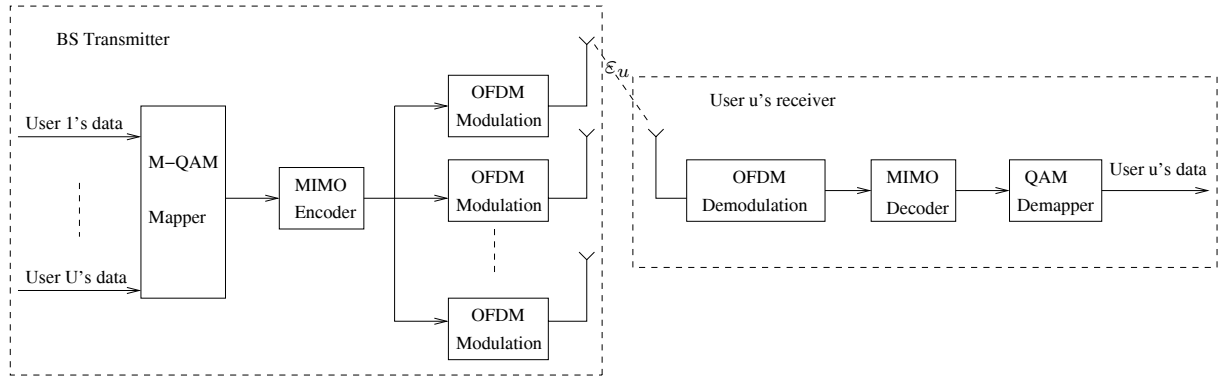 BS Transmitter
User 1's data
User U's data
M−QAM
Mapper
MIMO
Encoder
OFDM
Modulation
OFDM
Modulation
OFDM
Modulation
εu
User u's receiver
OFDM
Demodulation
MIMO
Decoder
QAM
Demapper
User u's data